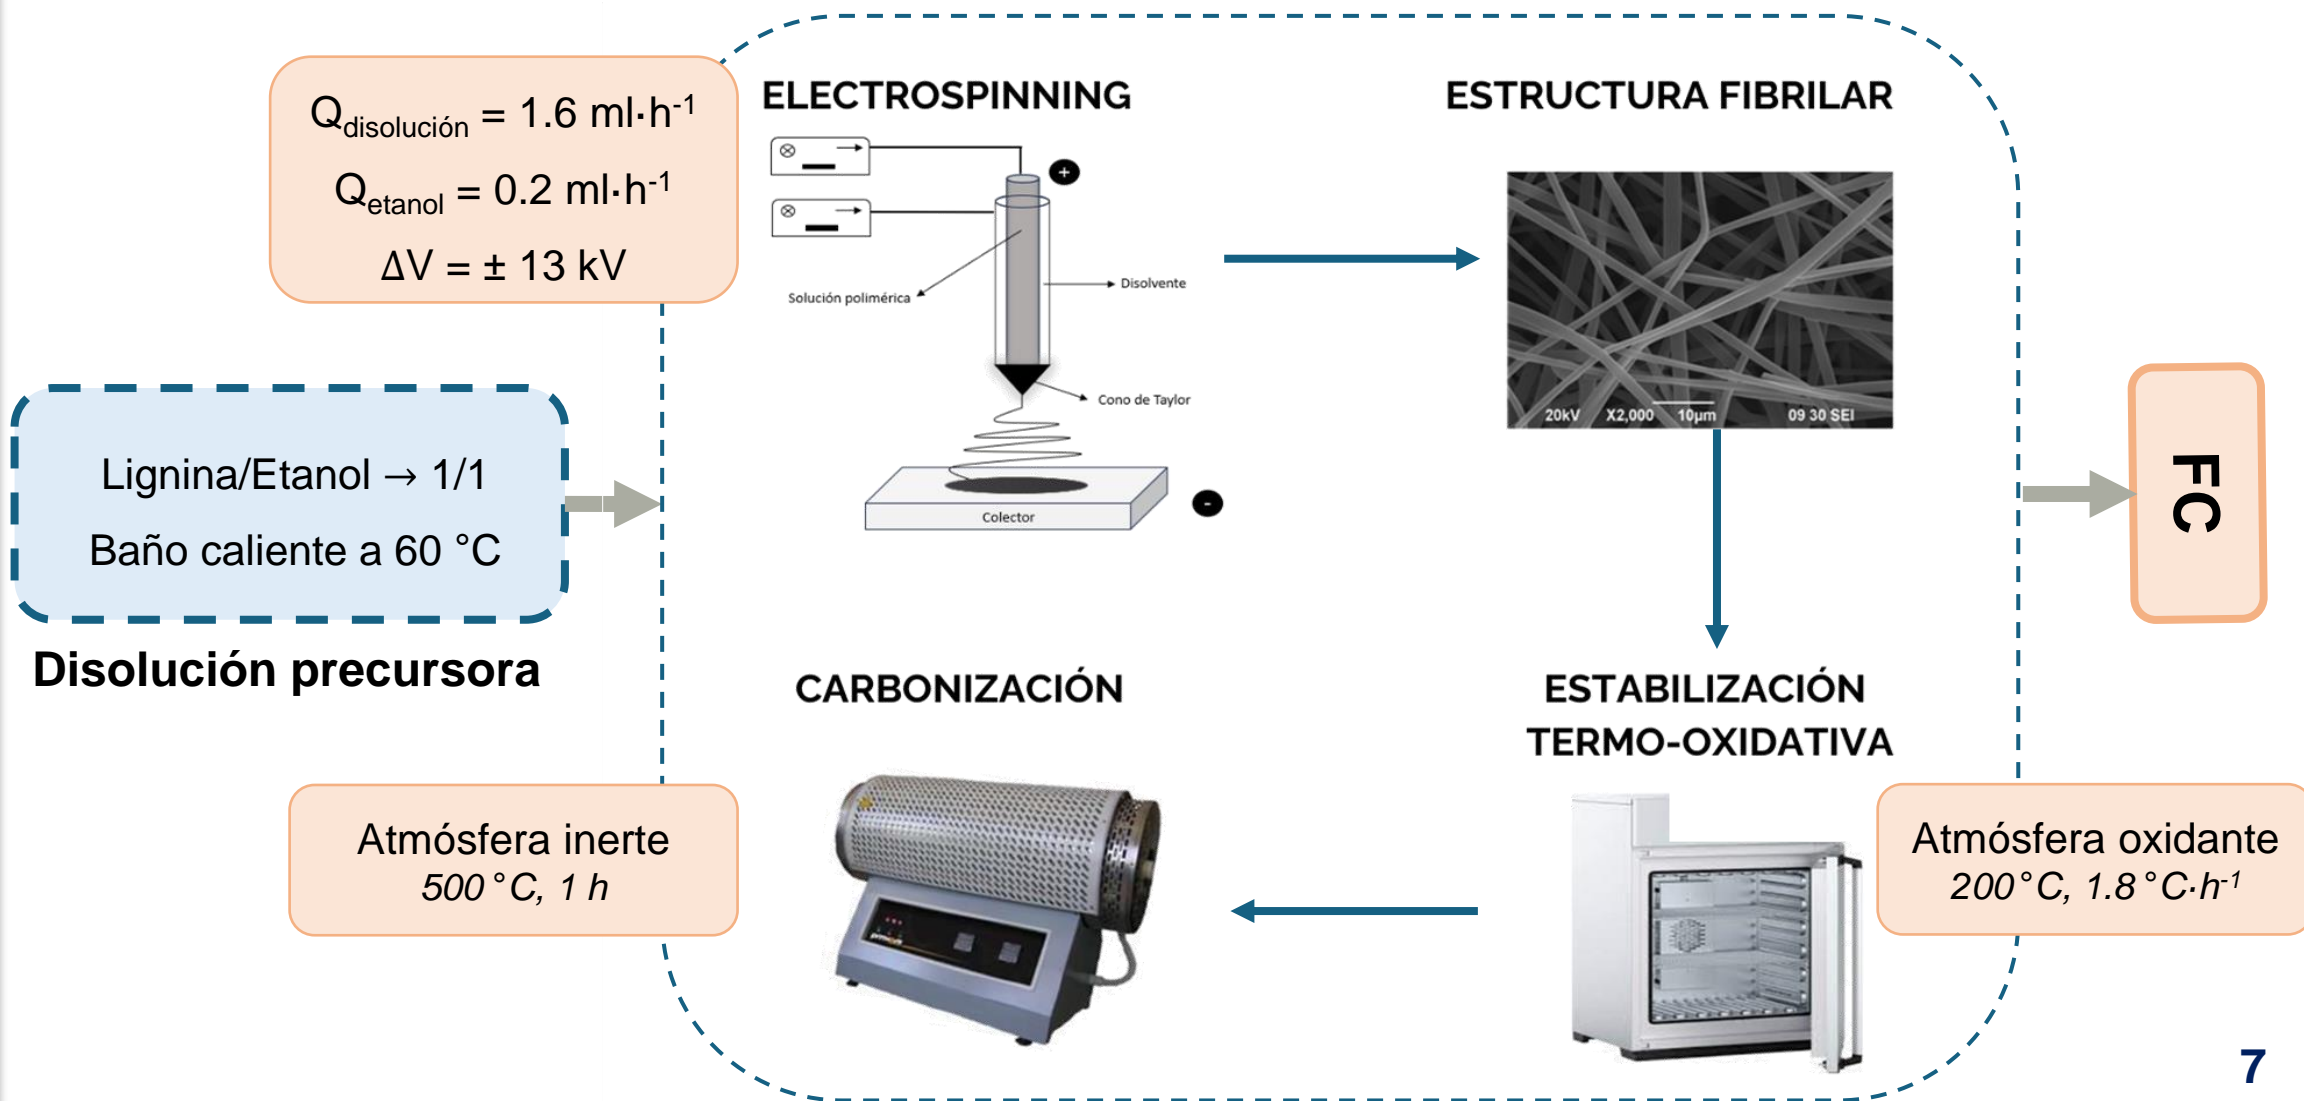 Q_disolución = 1.6 ml·h⁻¹
Q_etanol = 0.2 ml·h⁻¹
ΔV = ± 13 kV
ELECTROSPINNING
+
Solución polimérica
Disolvente
Cono de Taylor
Colector
-
ESTRUCTURA FIBRILAR
20kV X2,000 10μm 09 30 SEI
Lignina/Etanol → 1/1
Baño caliente a 60 °C
Disolución precursora
FC
CARBONIZACIÓN
ESTABILIZACIÓN
TERMO-OXIDATIVA
Atmósfera inerte
500 °C, 1 h
Atmósfera oxidante
200 °C, 1.8 °C·h⁻¹
7